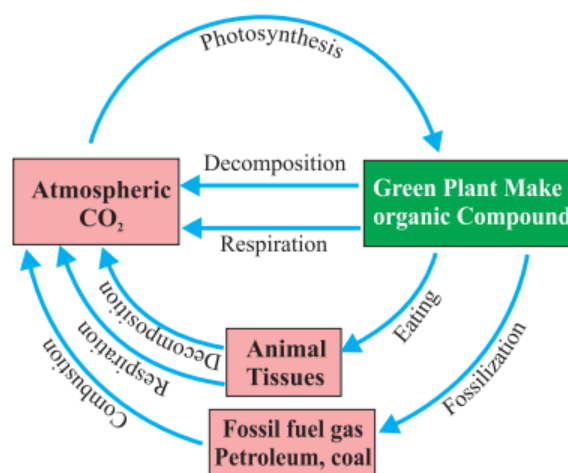 Photosynthesis
Decomposition
Atmospheric
CO₂
Green Plant Make
organic Compound
Respiration
Eating
Decomposition
Respiration
Combustion
Animal
Tissues
Fossilization
Fossil fuel gas
Petroleum, coal